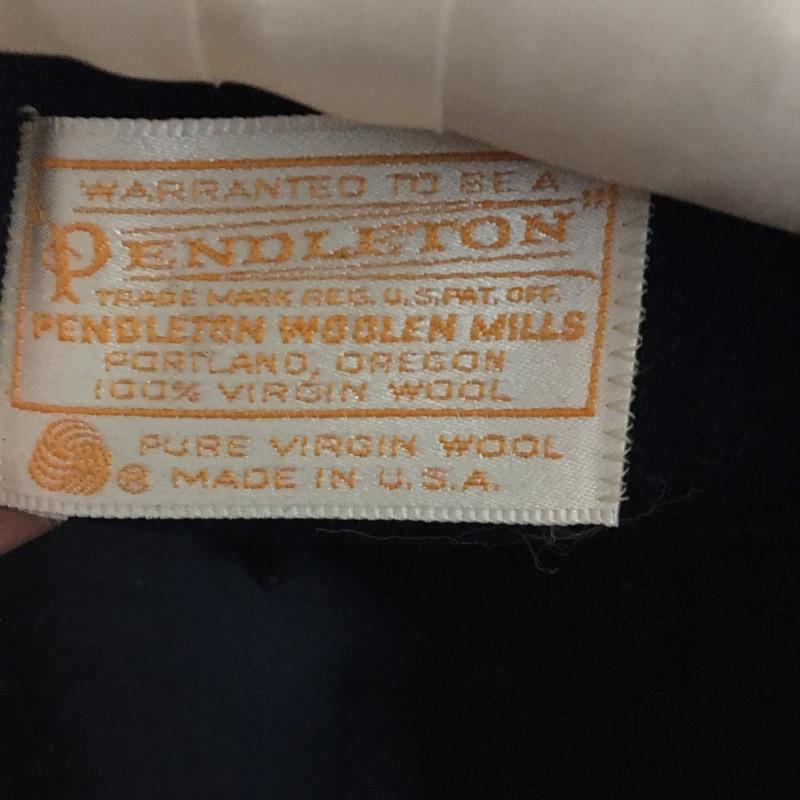 WARRANTED TO BE A
"PENDLETON"
TRADE MARK REG. U.S. PAT. OFF.
PENDLETON WOOLEN MILLS
PORTLAND, OREGON
100% VIRGIN WOOL
PURE VIRGIN WOOL
® MADE IN U.S.A.